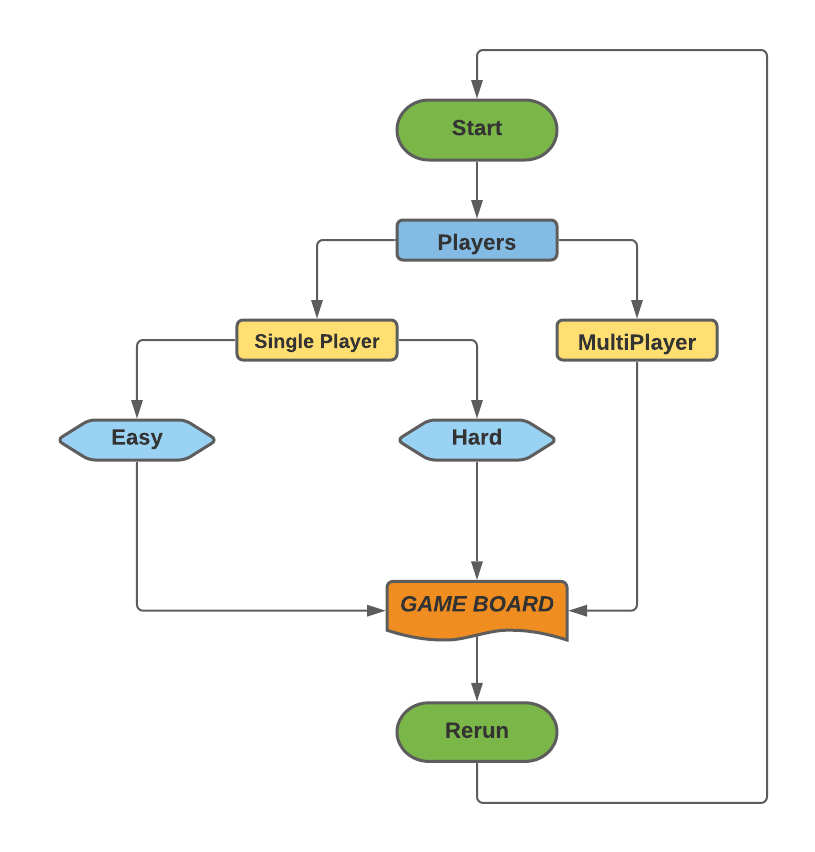 Start
Players
Single Player
MultiPlayer
Easy
Hard
GAME BOARD
Rerun